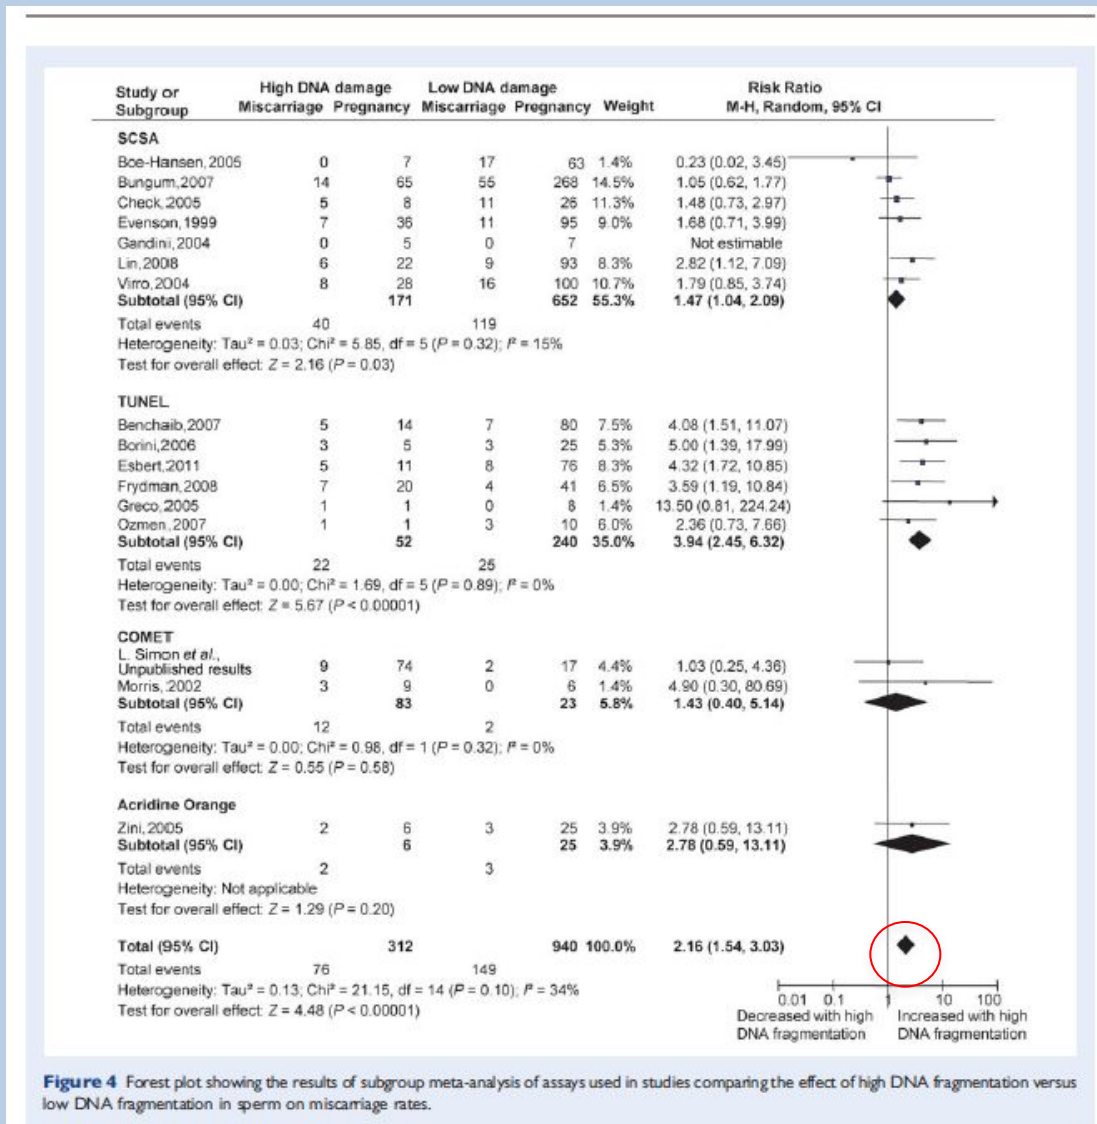 Study or Subgroup High DNA damage Miscarriage Pregnancy Low DNA damage Miscarriage Pregnancy Weight Risk Ratio M-H, Random, 95% CI
SCSA
Boe-Hansen, 2005 0 7 17 63 1.4% 0.23 (0.02, 3.45)
Bungum, 2007 14 65 55 268 14.5% 1.05 (0.62, 1.77)
Check, 2005 5 8 11 26 11.3% 1.48 (0.73, 2.97)
Evenson, 1999 7 36 11 95 9.0% 1.68 (0.71, 3.99)
Gandini, 2004 0 5 0 7 Not estimable
Lin, 2008 6 22 9 93 8.3% 2.82 (1.12, 7.09)
Virro, 2004 8 28 16 100 10.7% 1.79 (0.85, 3.74)
Subtotal (95% CI) 171 652 55.3% 1.47 (1.04, 2.09)
Total events 40 119
Heterogeneity: Tau² = 0.03; Chi² = 5.85, df = 5 (P = 0.32); I² = 15%
Test for overall effect: Z = 2.16 (P = 0.03)
TUNEL
Benchaib, 2007 5 14 7 80 7.5% 4.08 (1.51, 11.07)
Borini, 2006 3 5 3 25 5.3% 5.00 (1.39, 17.99)
Esbert, 2011 5 11 8 76 8.3% 4.32 (1.72, 10.85)
Frydman, 2008 7 20 4 41 6.5% 3.59 (1.19, 10.84)
Greco, 2005 1 1 0 8 1.4% 13.50 (0.81, 224.24)
Ozmen, 2007 1 1 3 10 6.0% 2.36 (0.73, 7.66)
Subtotal (95% CI) 52 240 35.0% 3.94 (2.45, 6.32)
Total events 22 25
Heterogeneity: Tau² = 0.00; Chi² = 1.69, df = 5 (P = 0.89); I² = 0%
Test for overall effect: Z = 5.67 (P < 0.00001)
COMET
L. Simon et al.,
Unpublished results 9 74 2 17 4.4% 1.03 (0.25, 4.36)
Morris, 2002 3 9 0 6 1.4% 4.90 (0.30, 80.69)
Subtotal (95% CI) 83 23 5.8% 1.43 (0.40, 5.14)
Total events 12 2
Heterogeneity: Tau² = 0.00; Chi² = 0.98, df = 1 (P = 0.32); I² = 0%
Test for overall effect: Z = 0.55 (P = 0.58)
Acridine Orange
Zini, 2005 2 6 3 25 3.9% 2.78 (0.59, 13.11)
Subtotal (95% CI) 6 25 3.9% 2.78 (0.59, 13.11)
Total events 2 3
Heterogeneity: Not applicable
Test for overall effect: Z = 1.29 (P = 0.20)
Total (95% CI) 312 940 100.0% 2.16 (1.54, 3.03)
Total events 76 149
Heterogeneity: Tau² = 0.13; Chi² = 21.15, df = 14 (P = 0.10); I² = 34%
Test for overall effect: Z = 4.48 (P < 0.00001)
0.01 0.1 1 10 100
Decreased with high DNA fragmentation
Increased with high DNA fragmentation
Figure 4 Forest plot showing the results of subgroup meta-analysis of assays used in studies comparing the effect of high DNA fragmentation versus
low DNA fragmentation in sperm on miscarriage rates.